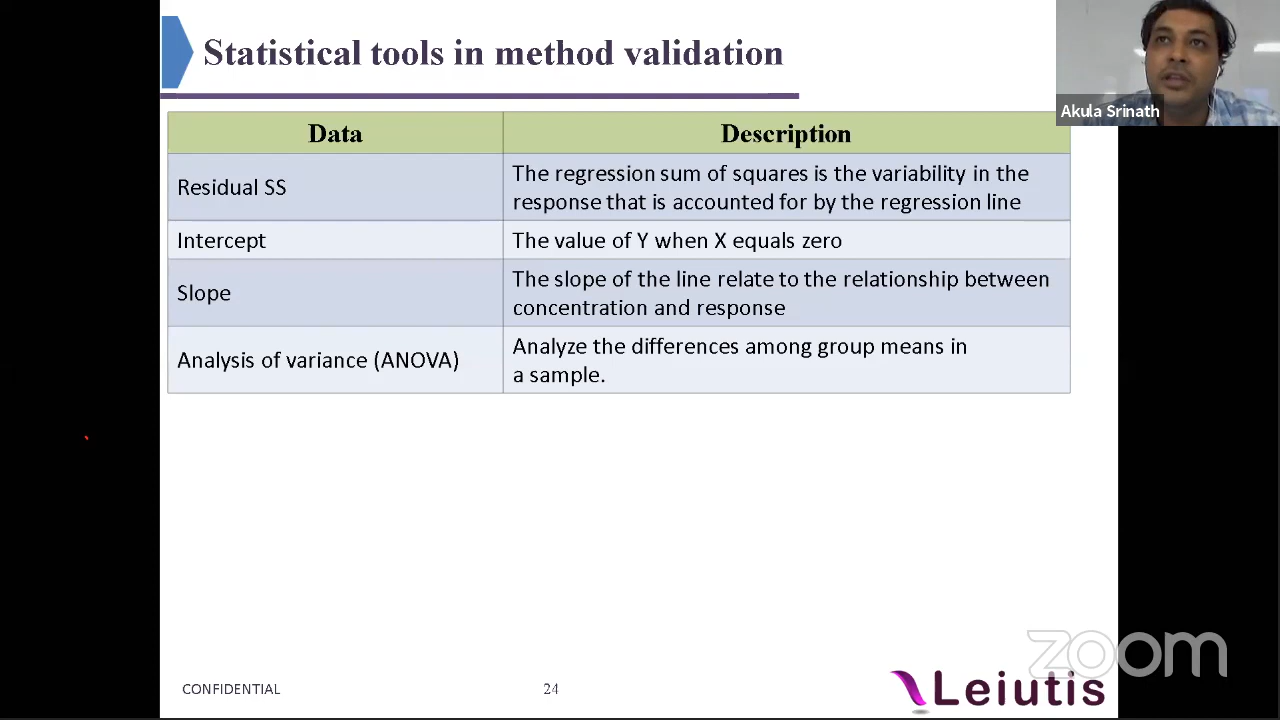 Statistical tools in method validation
Akula Srinath
Data
Description
Residual SS
The regression sum of squares is the variability in the
response that is accounted for by the regression line
Intercept
The value of Y when X equals zero
Slope
The slope of the line relate to the relationship between
concentration and response
Analysis of variance (ANOVA)
Analyze the differences among group means in
a sample.
zoom
CONFIDENTIAL
24
Leiutis